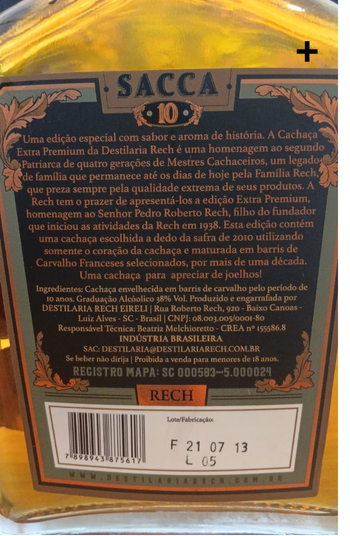 +
SACCA
10
Uma edição especial com sabor e aroma de história. A Cachaça
Extra Premium da Destilaria Rech é uma homenagem ao segundo
Patriarca de quatro gerações de Mestres Cachaceiros, um legado
de família que permanece até os dias de hoje pela Família Rech,
que preza sempre pela qualidade extrema de seus produtos. A
Rech tem o prazer de apresentá-los a edição Extra Premium,
homenagem ao Senhor Pedro Roberto Rech, filho do fundador
que iniciou as atividades da Rech em 1938. Esta edição contém
uma cachaça escolhida a dedo da safra de 2010 utilizando
somente o coração da cachaça e maturada em barris de
Carvalho Franceses selecionados, por mais de uma década.
Uma cachaça para apreciar de joelhos!
Ingredientes: Cachaça envelhecida em barris de carvalho pelo período de
10 anos. Graduação Alcóolico 38% Vol. Produzido e engarrafada por
DESTILARIA RECH EIRELI | Rua Roberto Rech, 920 - Baixo Canoas -
Luiz Alves - SC - Brasil | CNPJ: 08.003.003/0001-80
Responsável Técnica: Beatriz Melchioretto - CREA nº 155586.8
INDÚSTRIA BRASILEIRA
SAC: DESTILARIA@DESTILARIARECH.COM.BR
Se beber não dirija | Proibida a venda para menores de 18 anos.
REGISTRO MAPA: SC 000583-5.000024
RECH
Lote/Fabricação:
F 21 07 13
L 05
7 898943 875617
WWW.DESTILARIARECH.COM.BR